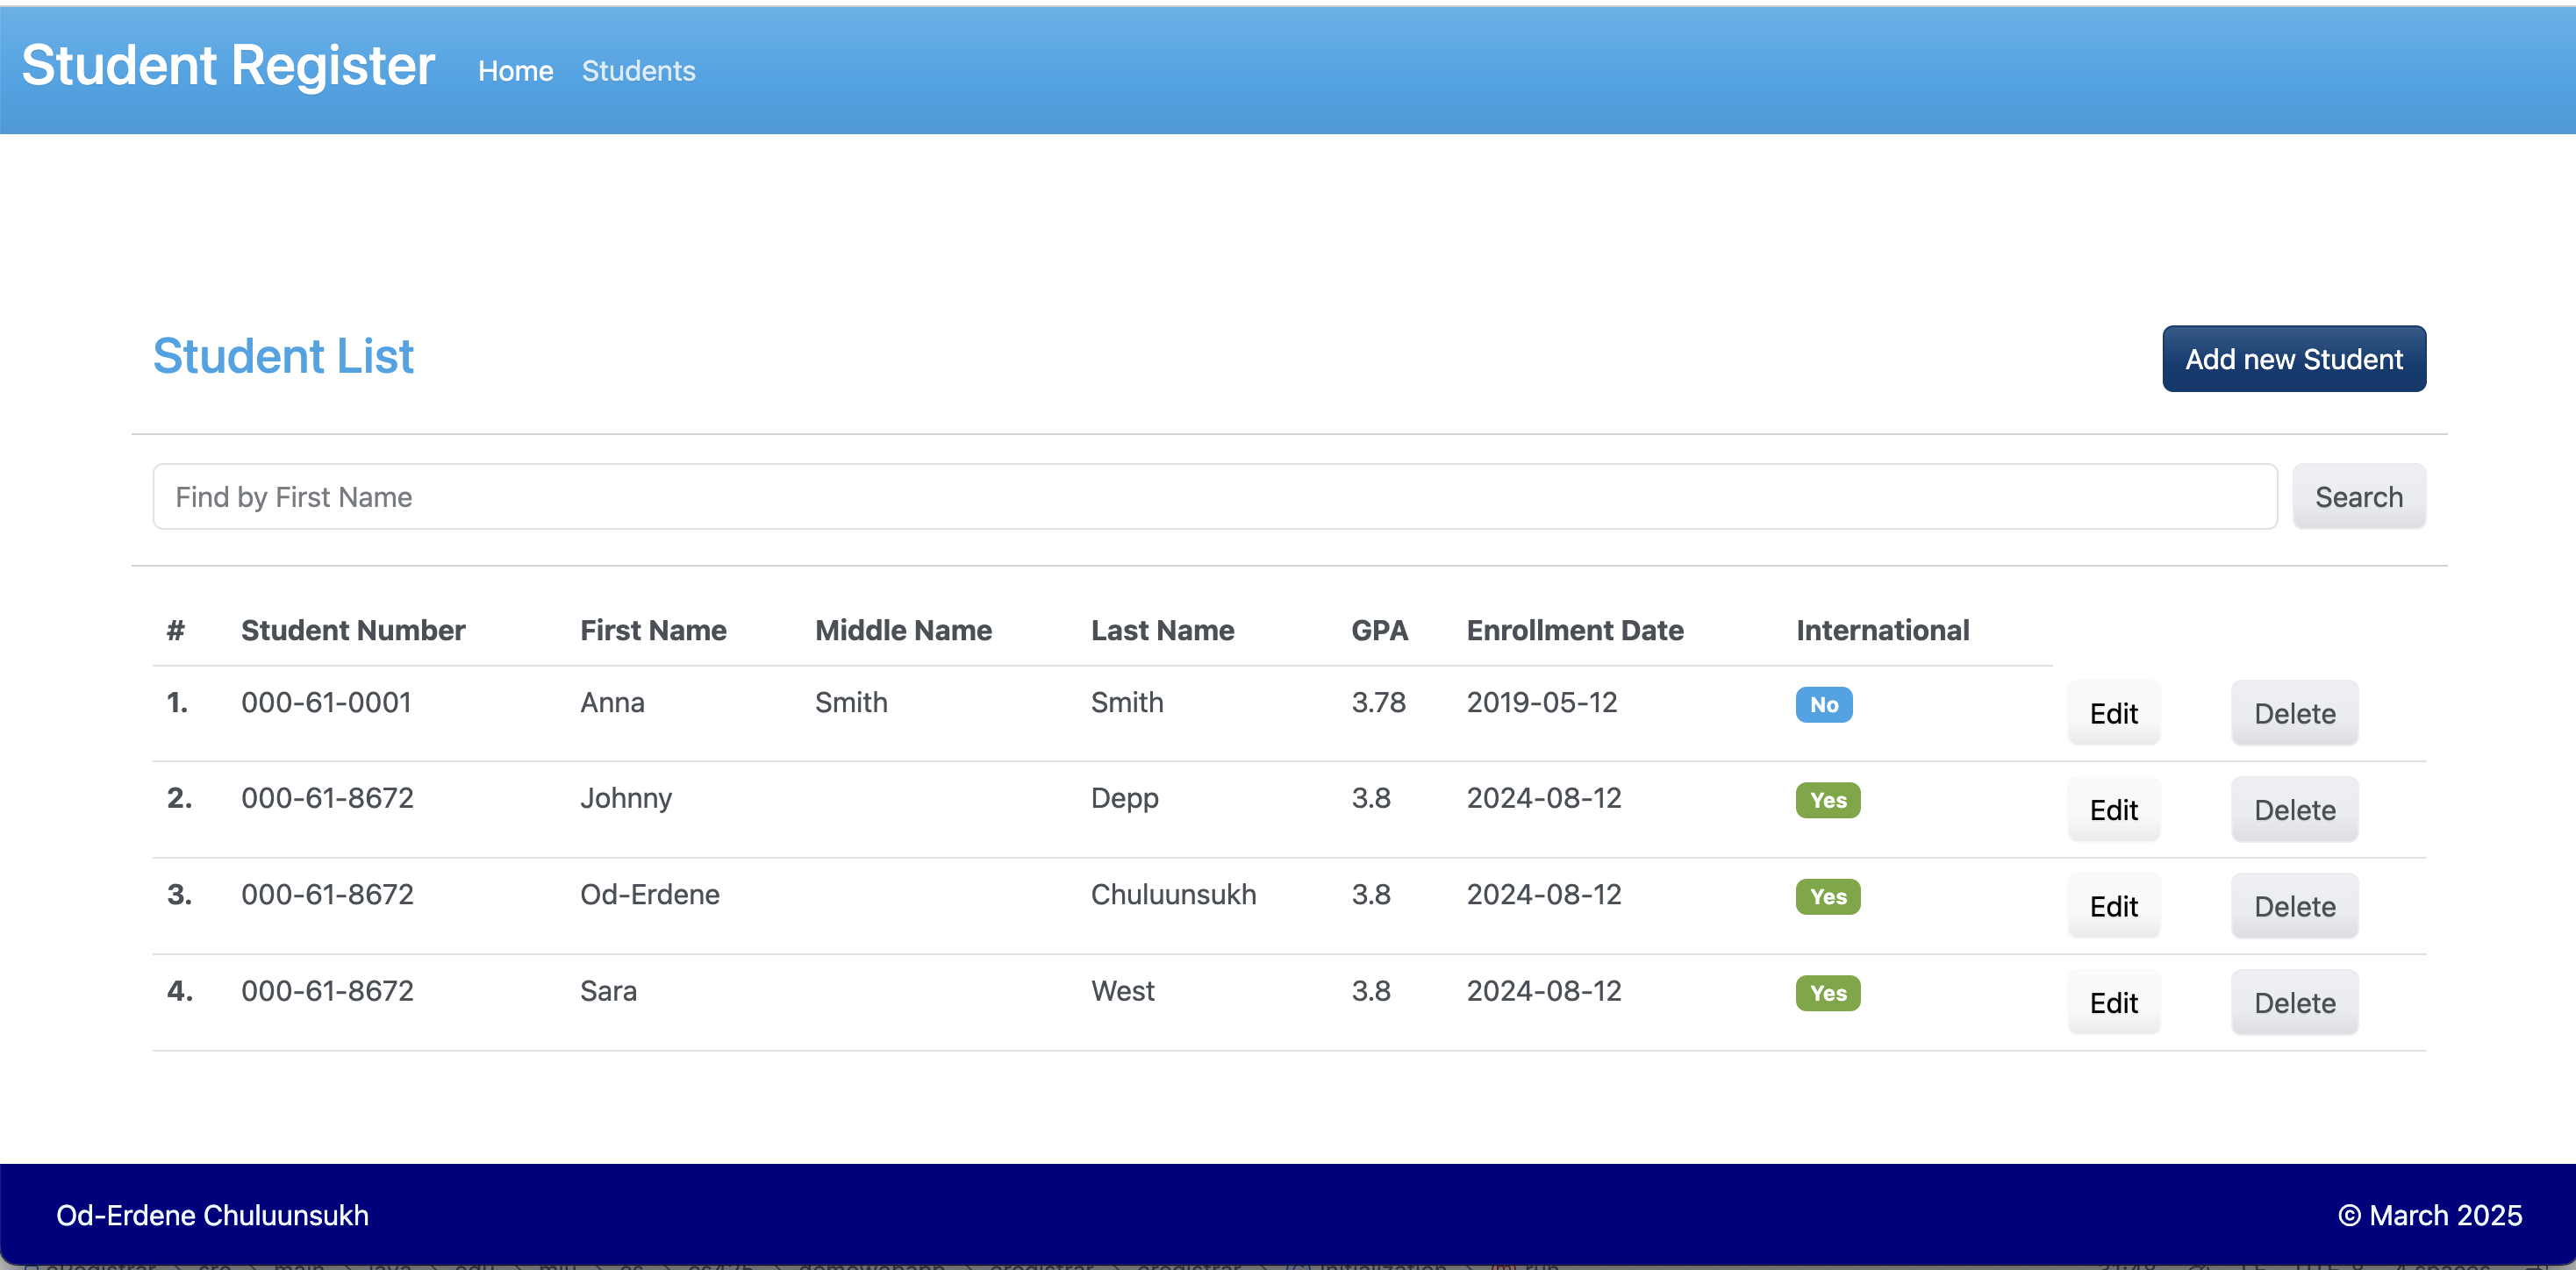 Student Register Home Students
Student List Add new Student
Find by First Name Search
# Student Number First Name Middle Name Last Name GPA Enrollment Date International
1. 000-61-0001 Anna Smith Smith 3.78 2019-05-12 No Edit Delete
2. 000-61-8672 Johnny Depp 3.8 2024-08-12 Yes Edit Delete
3. 000-61-8672 Od-Erdene Chuluunsukh 3.8 2024-08-12 Yes Edit Delete
4. 000-61-8672 Sara West 3.8 2024-08-12 Yes Edit Delete
Od-Erdene Chuluunsukh © March 2025